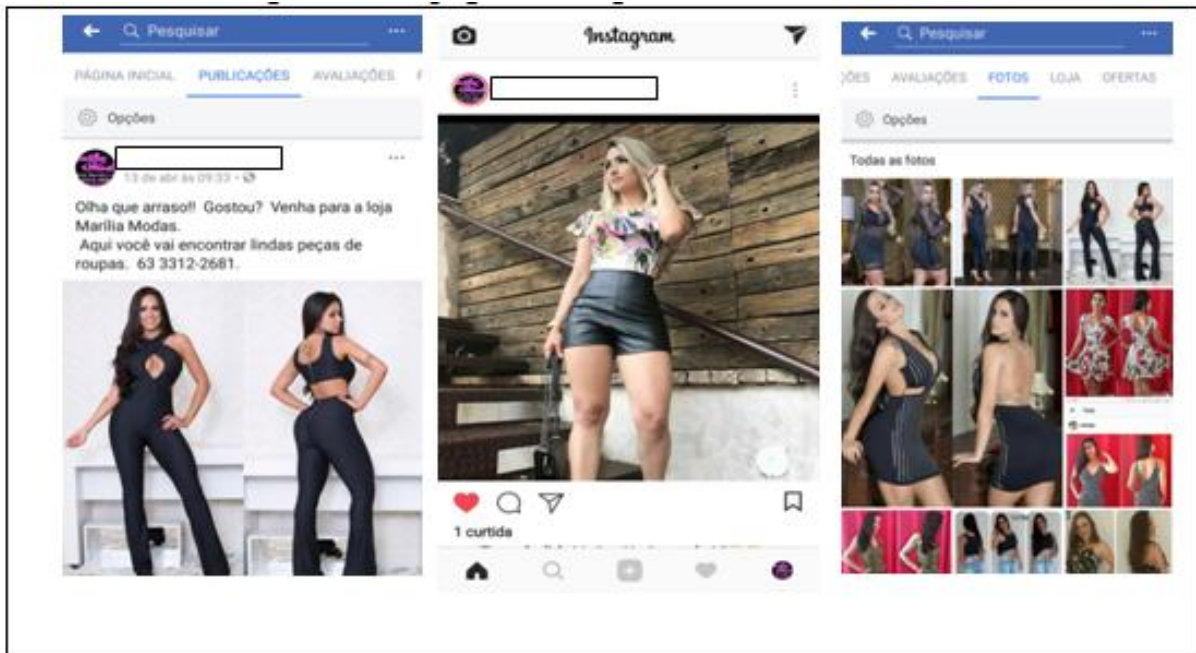 Pesquisar
PÁGINA INICIAL PUBLICAÇÕES AVALIAÇÕES F
Opções
13 de abr às 09:33
Olha que arraso!! Gostou? Venha para a loja
Marília Modas.
Aqui você vai encontrar lindas peças de
roupas. 63 3312-2681.
Instagram
1 curtida
Pesquisar
ÇÕES AVALIAÇÕES FOTOS LOJA OFERTAS
Opções
Todas as fotos